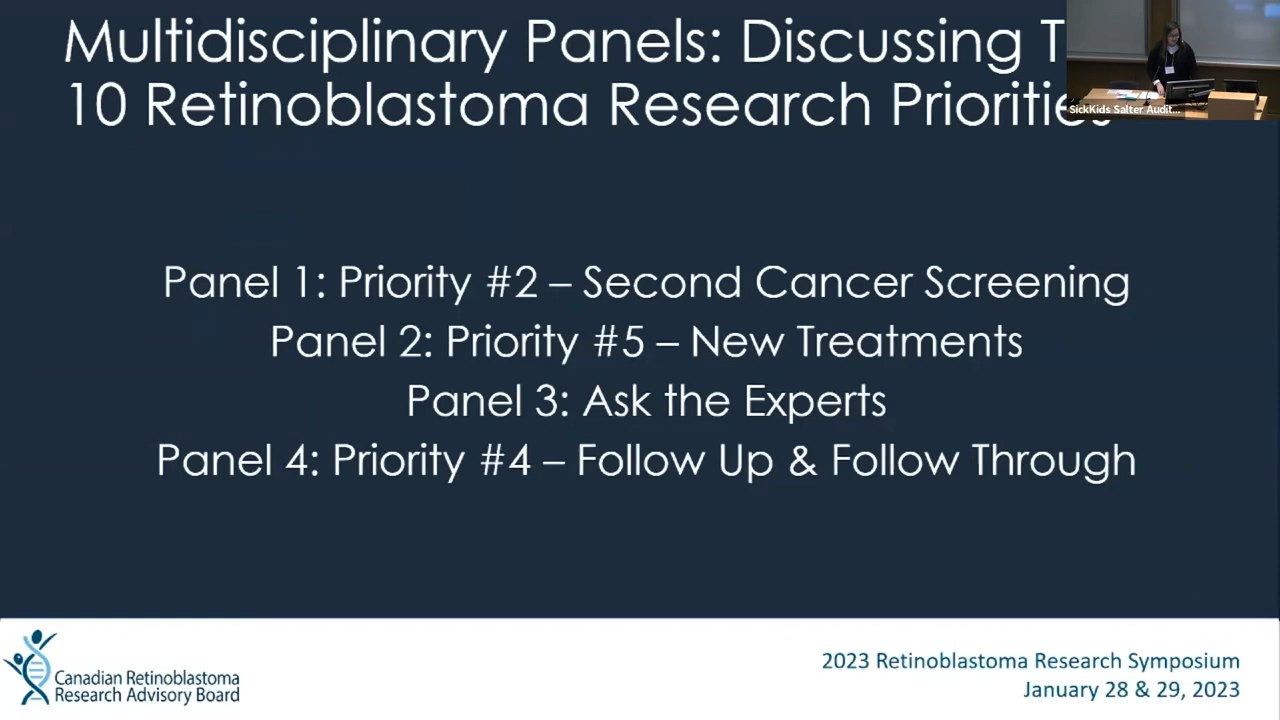 Multidisciplinary Panels: Discussing T
10 Retinoblastoma Research Priorities
SickKids Salter Audit...
Panel 1: Priority #2 – Second Cancer Screening
Panel 2: Priority #5 – New Treatments
Panel 3: Ask the Experts
Panel 4: Priority #4 – Follow Up & Follow Through
Canadian Retinoblastoma
Research Advisory Board
2023 Retinoblastoma Research Symposium
January 28 & 29, 2023